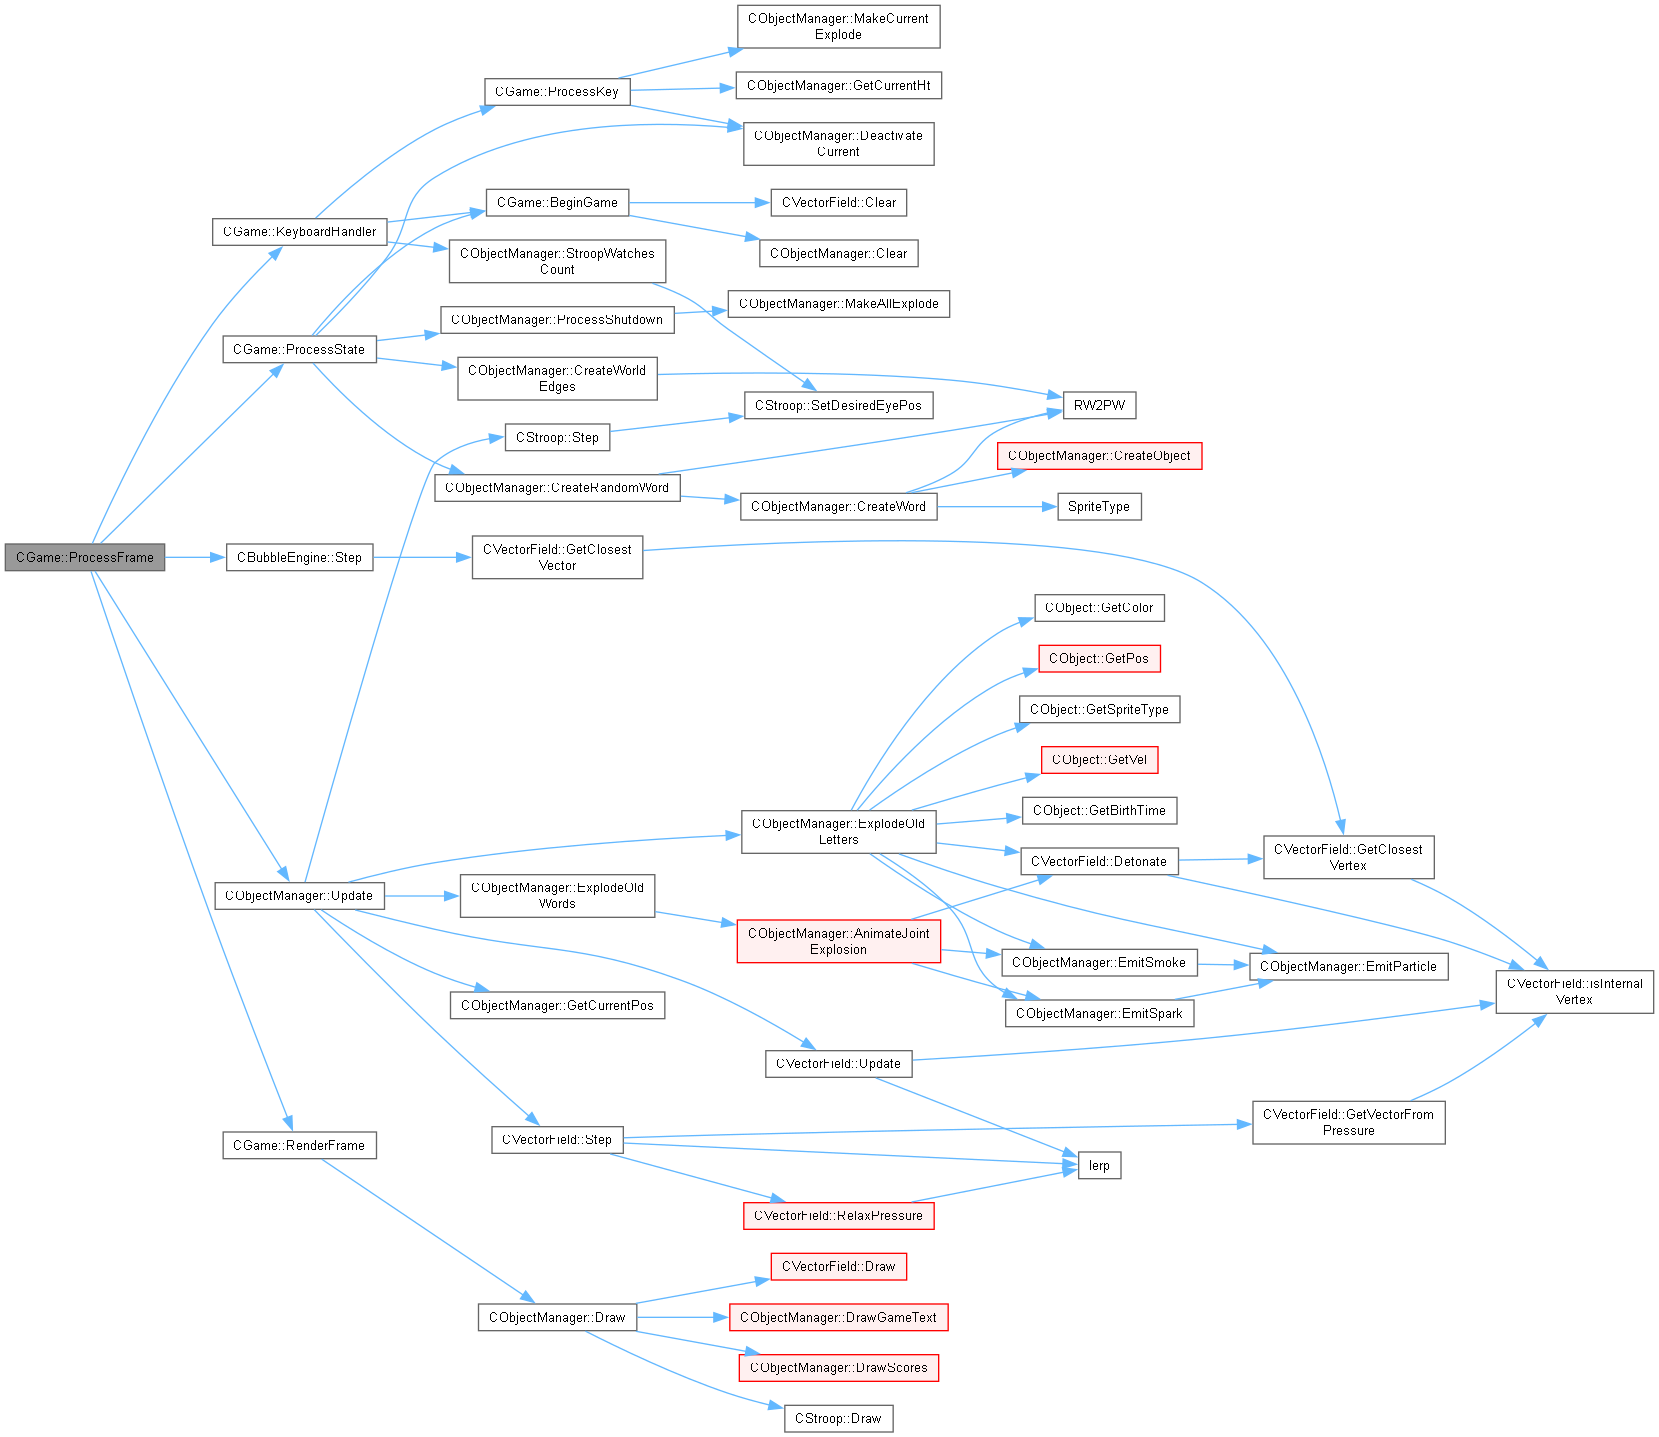 CObjectManager::MakeCurrent
Explode
CGame::ProcessKey
CObjectManager::GetCurrentHt
CObjectManager::Deactivate
Current
CGame::BeginGame
CVectorField::Clear
CGame::KeyboardHandler
CObjectManager::StroopWatches
Count
CObjectManager::Clear
CObjectManager::ProcessShutdown
CObjectManager::MakeAllExplode
CGame::ProcessState
CObjectManager::CreateWorld
Edges
CStroop::SetDesiredEyePos
RW2PW
CStroop::Step
CObjectManager::CreateObject
CObjectManager::CreateRandomWord
CObjectManager::CreateWord
SpriteType
CGame::ProcessFrame
CBubbleEngine::Step
CVectorField::GetClosest
Vector
CObject::GetColor
CObject::GetPos
CObject::GetSpriteType
CObject::GetVel
CObject::GetBirthTime
CObjectManager::ExplodeOld
Letters
CVectorField::Detonate
CVectorField::GetClosest
Vertex
CObjectManager::Update
CObjectManager::ExplodeOld
Words
CObjectManager::AnimateJoint
Explosion
CObjectManager::EmitSmoke
CObjectManager::EmitParticle
CVectorField::isInternal
Vertex
CObjectManager::GetCurrentPos
CObjectManager::EmitSpark
CVectorField::Update
CVectorField::GetVectorFrom
Pressure
CGame::RenderFrame
CVectorField::Step
lerp
CVectorField::RelaxPressure
CVectorField::Draw
CObjectManager::Draw
CObjectManager::DrawGameText
CObjectManager::DrawScores
CStroop::Draw